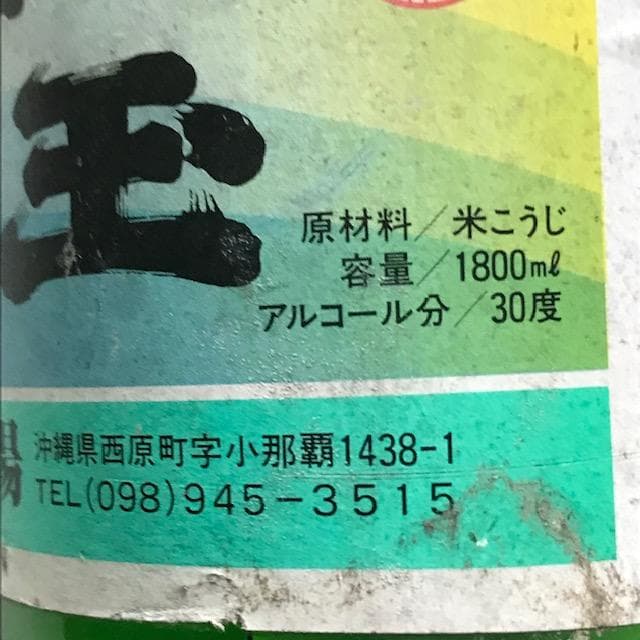 玉
原材料／米こうじ
容量／1800ml
アルコール分／30度
沖縄県西原町字小那覇1438-1
TEL(098)945-3515